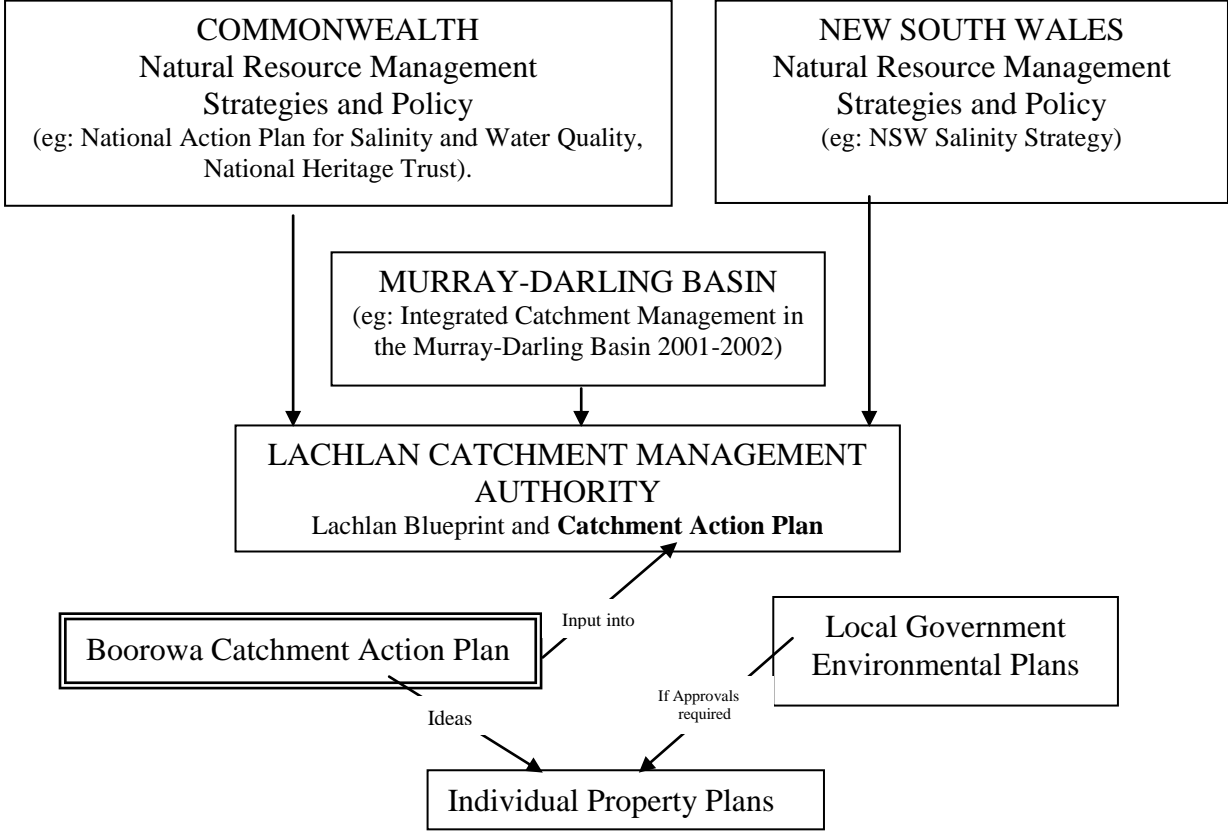 COMMONWEALTH
Natural Resource Management
Strategies and Policy
(eg: National Action Plan for Salinity and Water Quality,
National Heritage Trust).
NEW SOUTH WALES
Natural Resource Management
Strategies and Policy
(eg: NSW Salinity Strategy)
MURRAY-DARLING BASIN
(eg: Integrated Catchment Management in
the Murray-Darling Basin 2001-2002)
LACHLAN CATCHMENT MANAGEMENT
AUTHORITY
Lachlan Blueprint and Catchment Action Plan
Input into
Boorowa Catchment Action Plan
Local Government
Environmental Plans
Ideas
If Approvals
required
Individual Property Plans